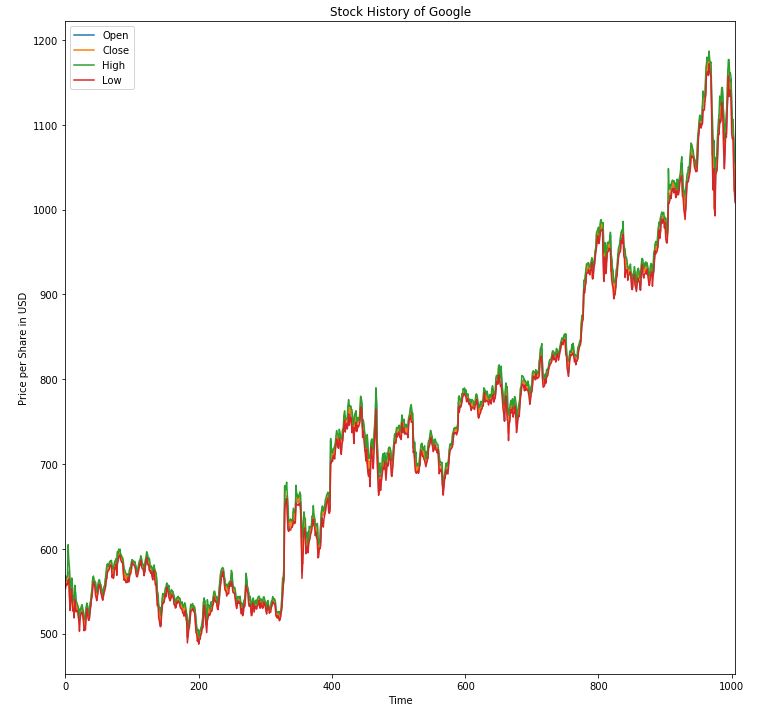 Stock History of Google
Open
Close
High
Low
1200
1100
1000
900
800
700
600
500
Price per Share in USD
0 200 400 600 800 1000
Time